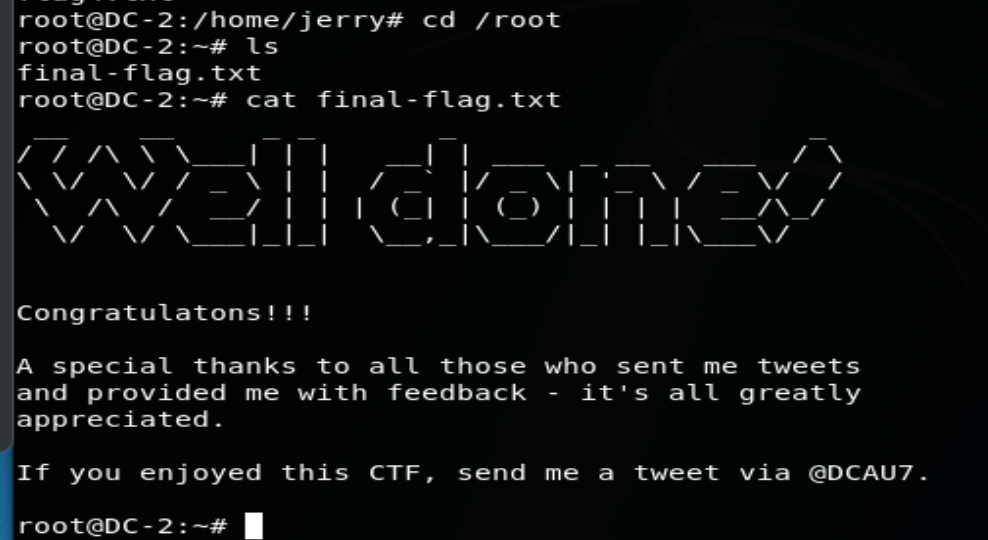 root@DC-2:/home/jerry# cd /root
root@DC-2:~# ls
final-flag.txt
root@DC-2:~# cat final-flag.txt
Well done!
Congratulatons!!!
A special thanks to all those who sent me tweets
and provided me with feedback - it's all greatly
appreciated.
If you enjoyed this CTF, send me a tweet via @DCAU7.
root@DC-2:~#